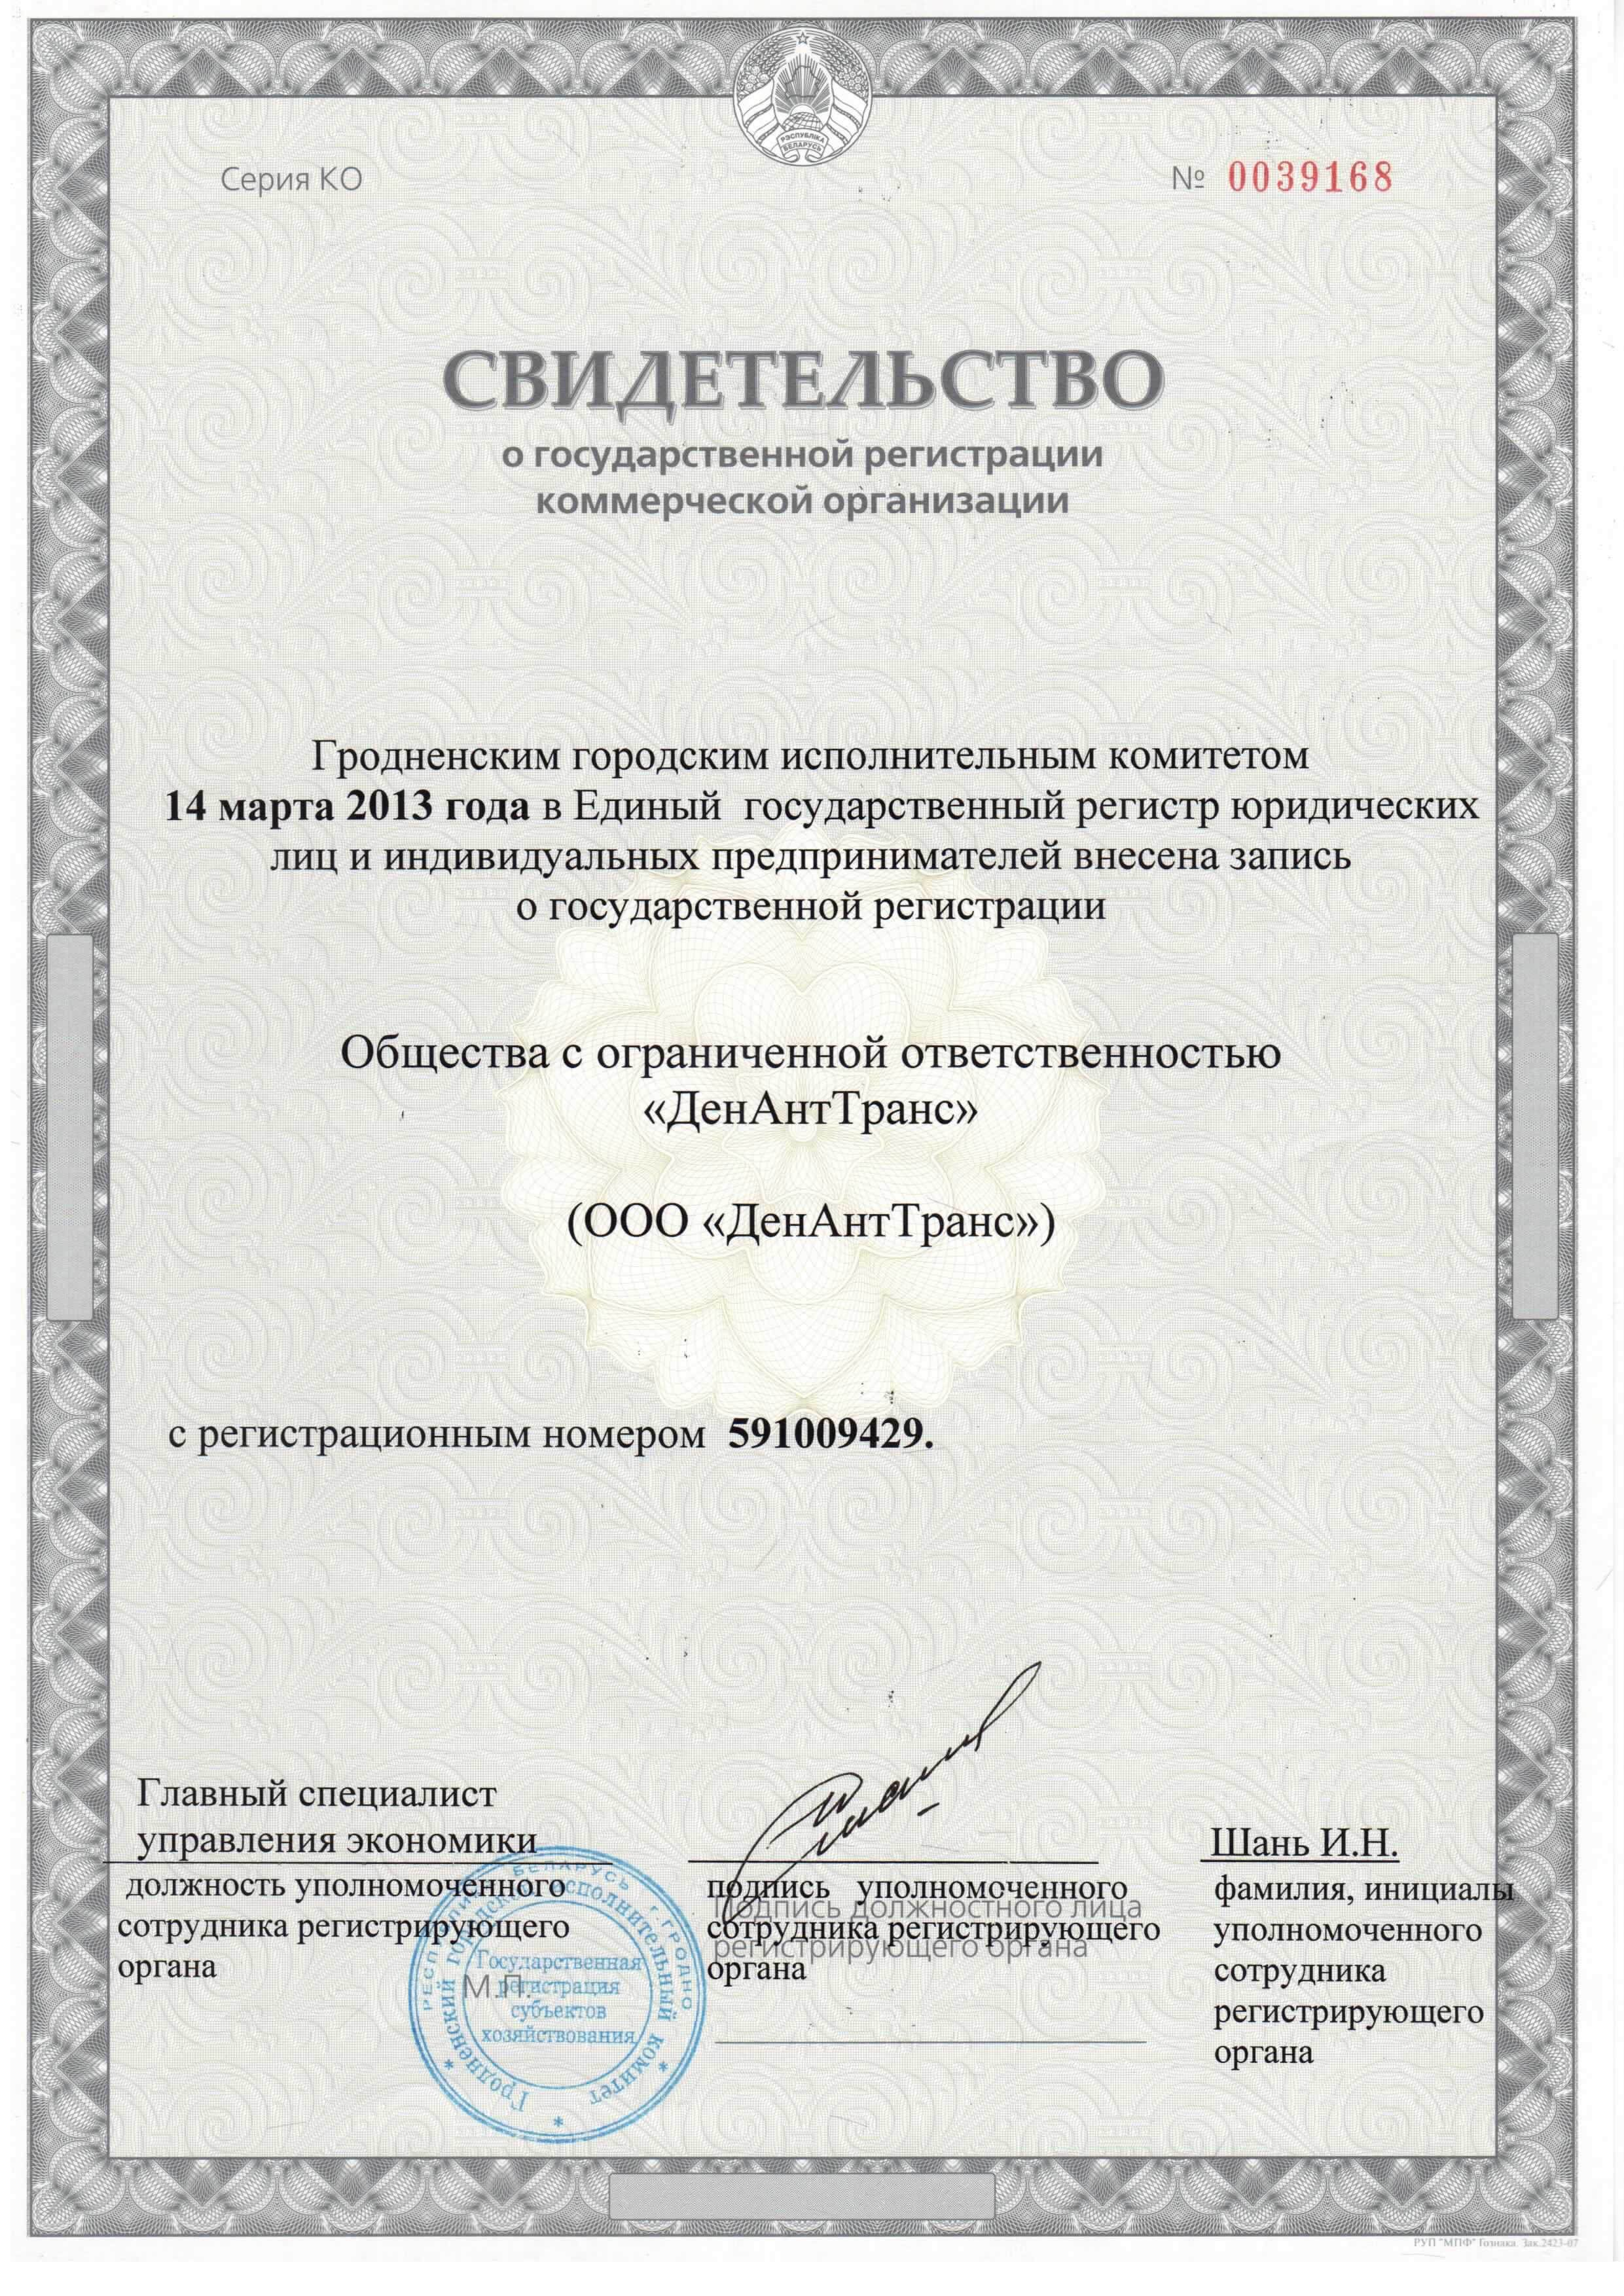 РЭСПУБЛІКА
БЕЛАРУСЬ
Серия КО
№ 0039168
СВИДЕТЕЛЬСТВО
о государственной регистрации
коммерческой организации
Гродненским городским исполнительным комитетом
14 марта 2013 года в Единый государственный регистр юридических
лиц и индивидуальных предпринимателей внесена запись
о государственной регистрации
Общества с ограниченной ответственностью
«ДенАнтТранс»
(ООО «ДенАнтТранс»)
с регистрационным номером 591009429.
Главный специалист
управления экономики
Шань И.Н.
должность уполномоченного
сотрудника регистрирующего
органа
подпись уполномоченного
сотрудника регистрирующего
органа
подпись должностного лица
регистрирующего органа
фамилия, инициалы
уполномоченного
сотрудника
регистрирующего
органа
М.П.
РЕСПУБЛИКА БЕЛАРУСЬ г. ГРОДНО
Гродненский городской исполнительный комитет
Государственная
регистрация
субъектов
хозяйствования
РУП "МПФ" Гознака. Зак.2423-07